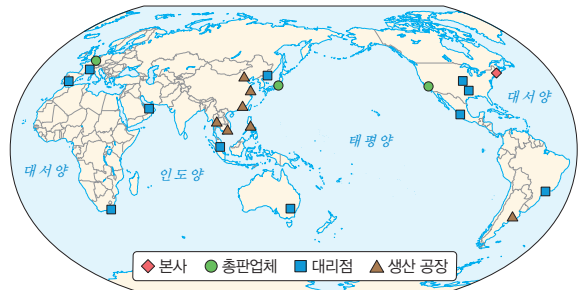 대서양
태평양
대서양
인도양
본사 총판업체 대리점 생산 공장